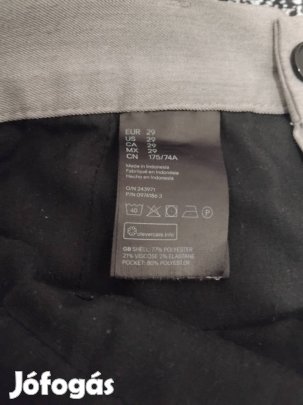 EUR 29
US 29
CA 29
MX 29
CN 175/74A
Made in Indonesia
Fabriqué en Indonésie
Hecho en Indonesia
O/N 243971
P/N 0974186 3
40
P
clevercare.info
GB SHELL: 77% POLYESTER
21% VISCOSE 2% ELASTANE
POCKET: 80% POLYESTER
Jófogás